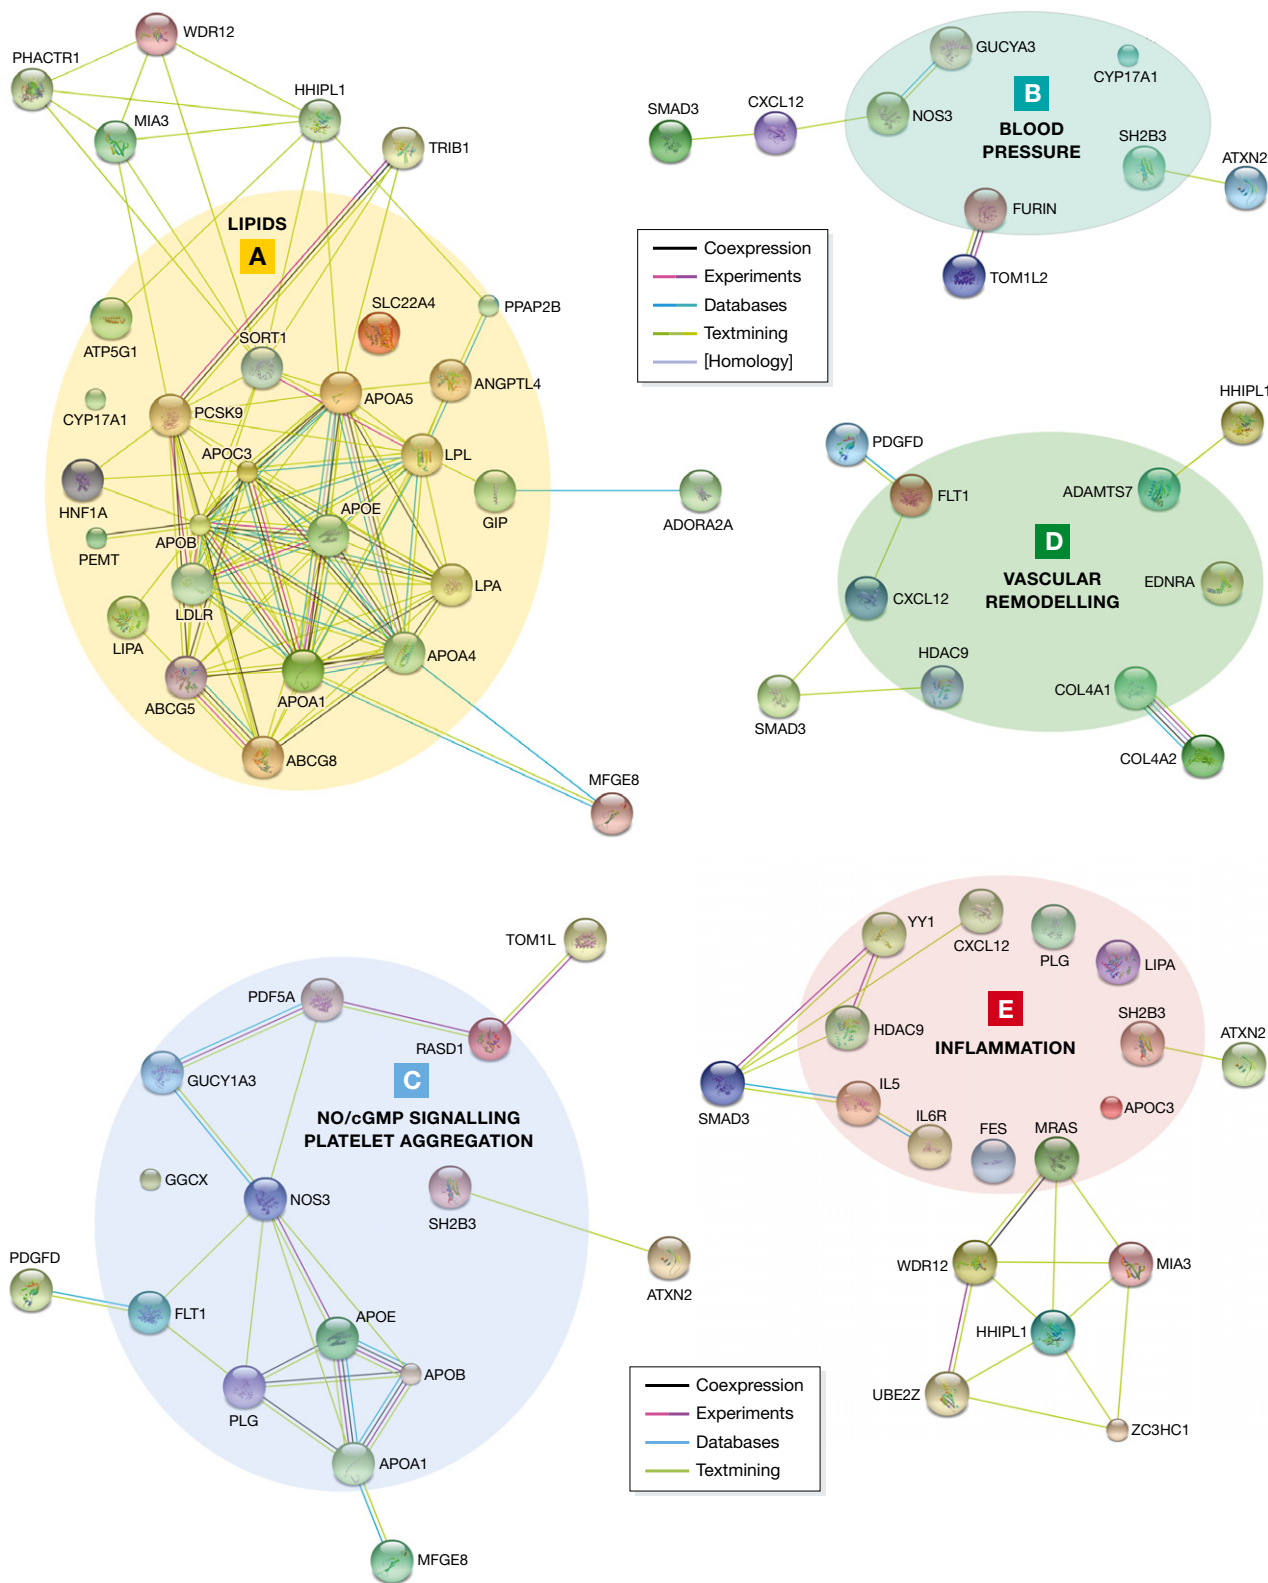 WDR12
PHACTR1
HHIPL1
MIA3
TRIB1
LIPIDS
A
SLC22A4
PPAP2B
ATP5G1
SORT1
ANGPTL4
CYP17A1
PCSK9
APOA5
APOC3
LPL
HNF1A
APOE
GIP
ADORA2A
PEMT
APOB
LDLR
LPA
LIPA
APOA4
ABCG5
APOA1
ABCG8
MFGE8
GUCYA3
CYP17A1
B
SMAD3
CXCL12
NOS3
BLOOD
PRESSURE
SH2B3
ATXN2
FURIN
TOM1L2
Coexpression
Experiments
Databases
Textmining
[Homology]
HHIPL1
PDGFD
FLT1
ADAMTS7
D
VASCULAR
REMODELLING
EDNRA
CXCL12
HDAC9
COL4A1
SMAD3
COL4A2
TOM1L
PDF5A
RASD1
GUCY1A3
C
NO/cGMP SIGNALLING
PLATELET AGGREGATION
GGCX
NOS3
SH2B3
PDGFD
ATXN2
FLT1
APOE
APOB
PLG
APOA1
MFGE8
YY1
CXCL12
PLG
LIPA
E
SH2B3
HDAC9
INFLAMMATION
ATXN2
SMAD3
IL5
IL6R
FES
MRAS
APOC3
WDR12
MIA3
HHIPL1
UBE2Z
ZC3HC1
Coexpression
Experiments
Databases
Textmining